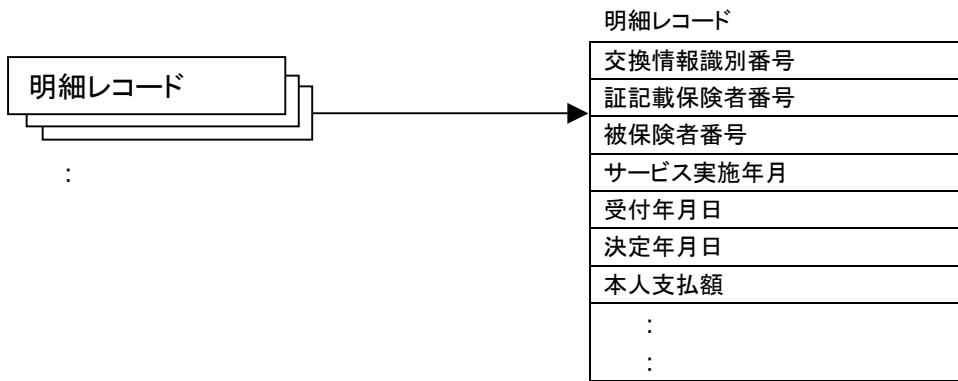 明細レコード
:
明細レコード
交換情報識別番号
証記載保険者番号
被保険者番号
サービス実施年月
受付年月日
決定年月日
本人支払額
:
: